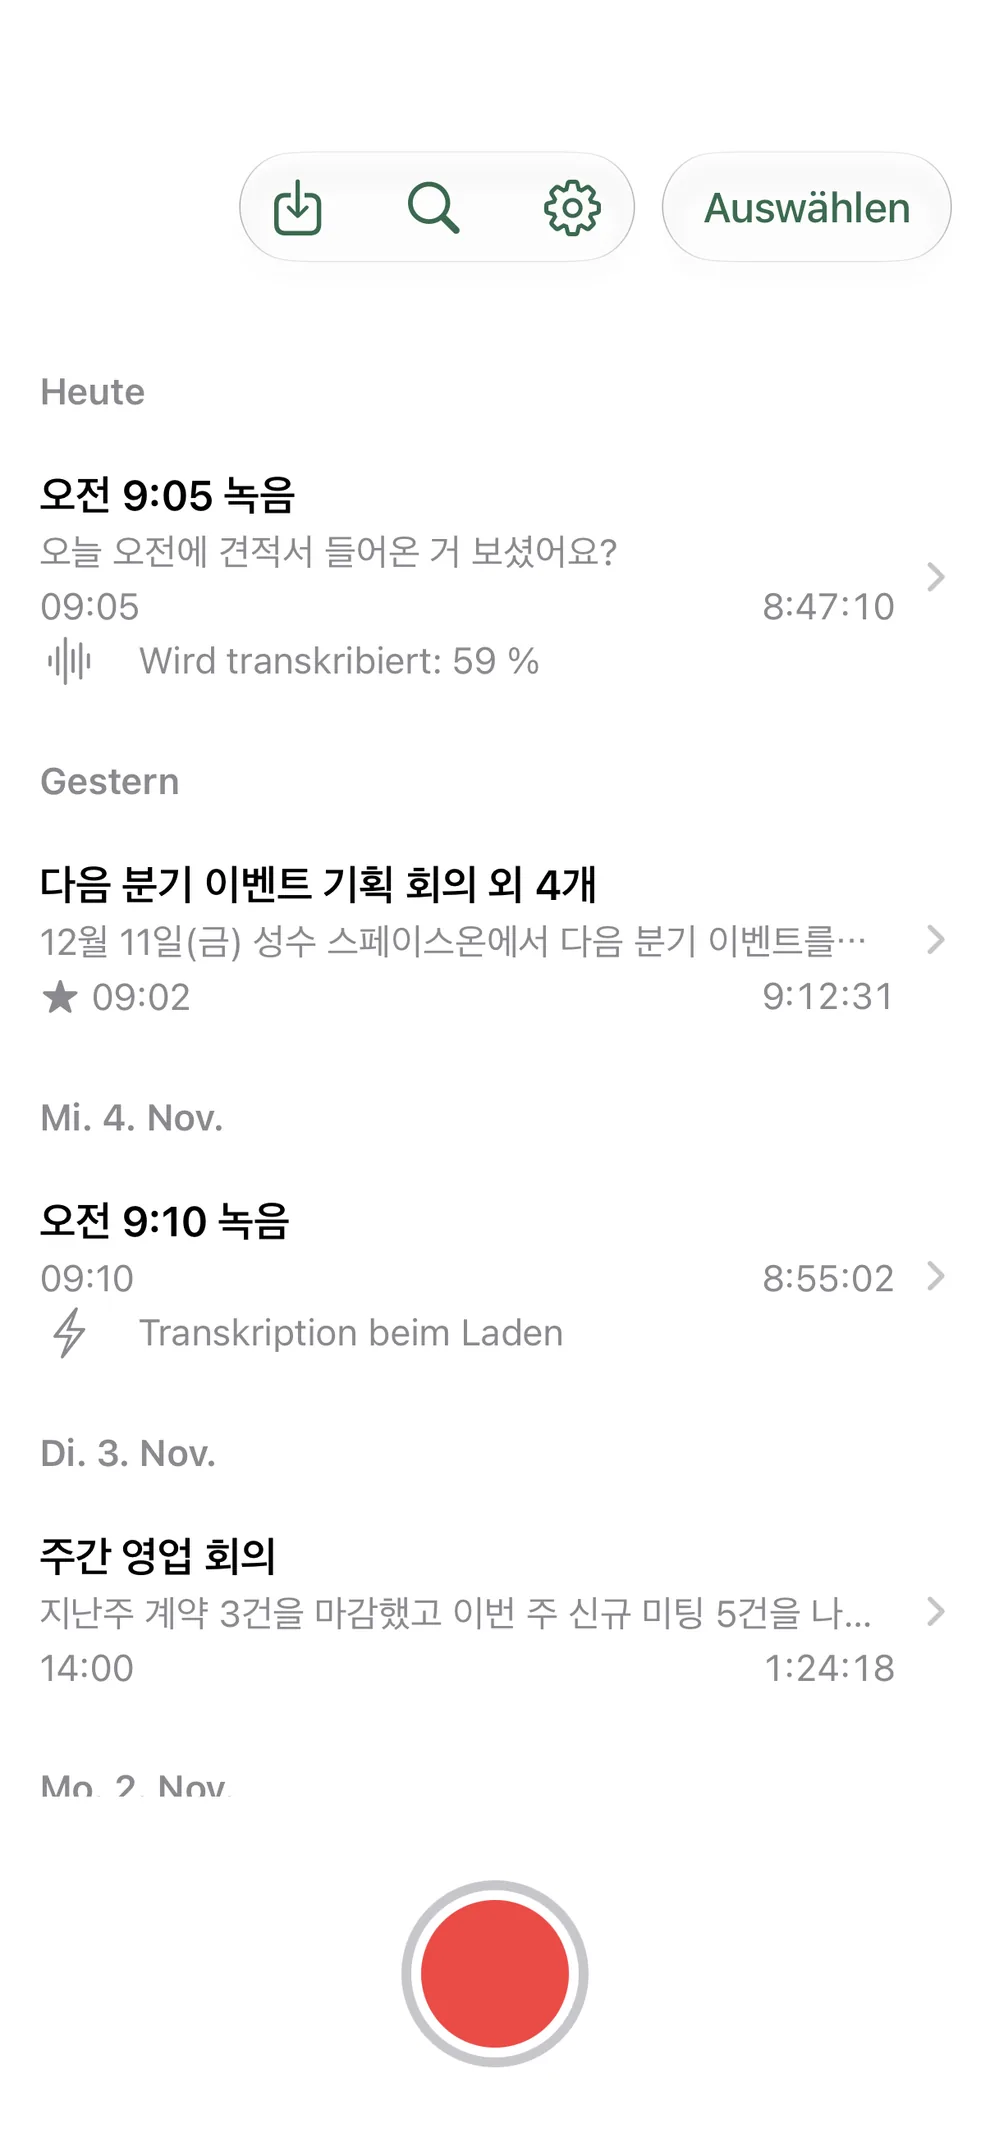 Auswählen
Heute
오전 9:05 녹음
오늘 오전에 견적서 들어온 거 보셨어요?
09:05 8:47:10
Wird transkribiert: 59 %
Gestern
다음 분기 이벤트 기획 회의 외 4개
12월 11일(금) 성수 스페이스온에서 다음 분기 이벤트를…
09:02 9:12:31
Mi. 4. Nov.
오전 9:10 녹음
09:10 8:55:02
Transkription beim Laden
Di. 3. Nov.
주간 영업 회의
지난주 계약 3건을 마감했고 이번 주 신규 미팅 5건을 나...
14:00 1:24:18
Mo. 2. Nov.